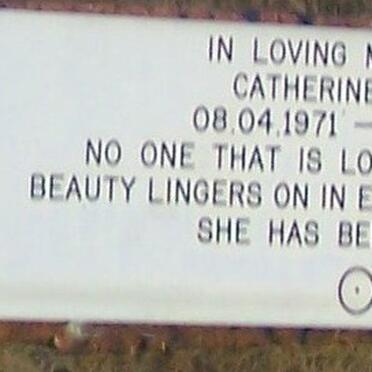 IN LOVING
CATHERINE
08.04.1971 –
NO ONE THAT IS LO
BEAUTY LINGERS ON IN E
SHE HAS BE